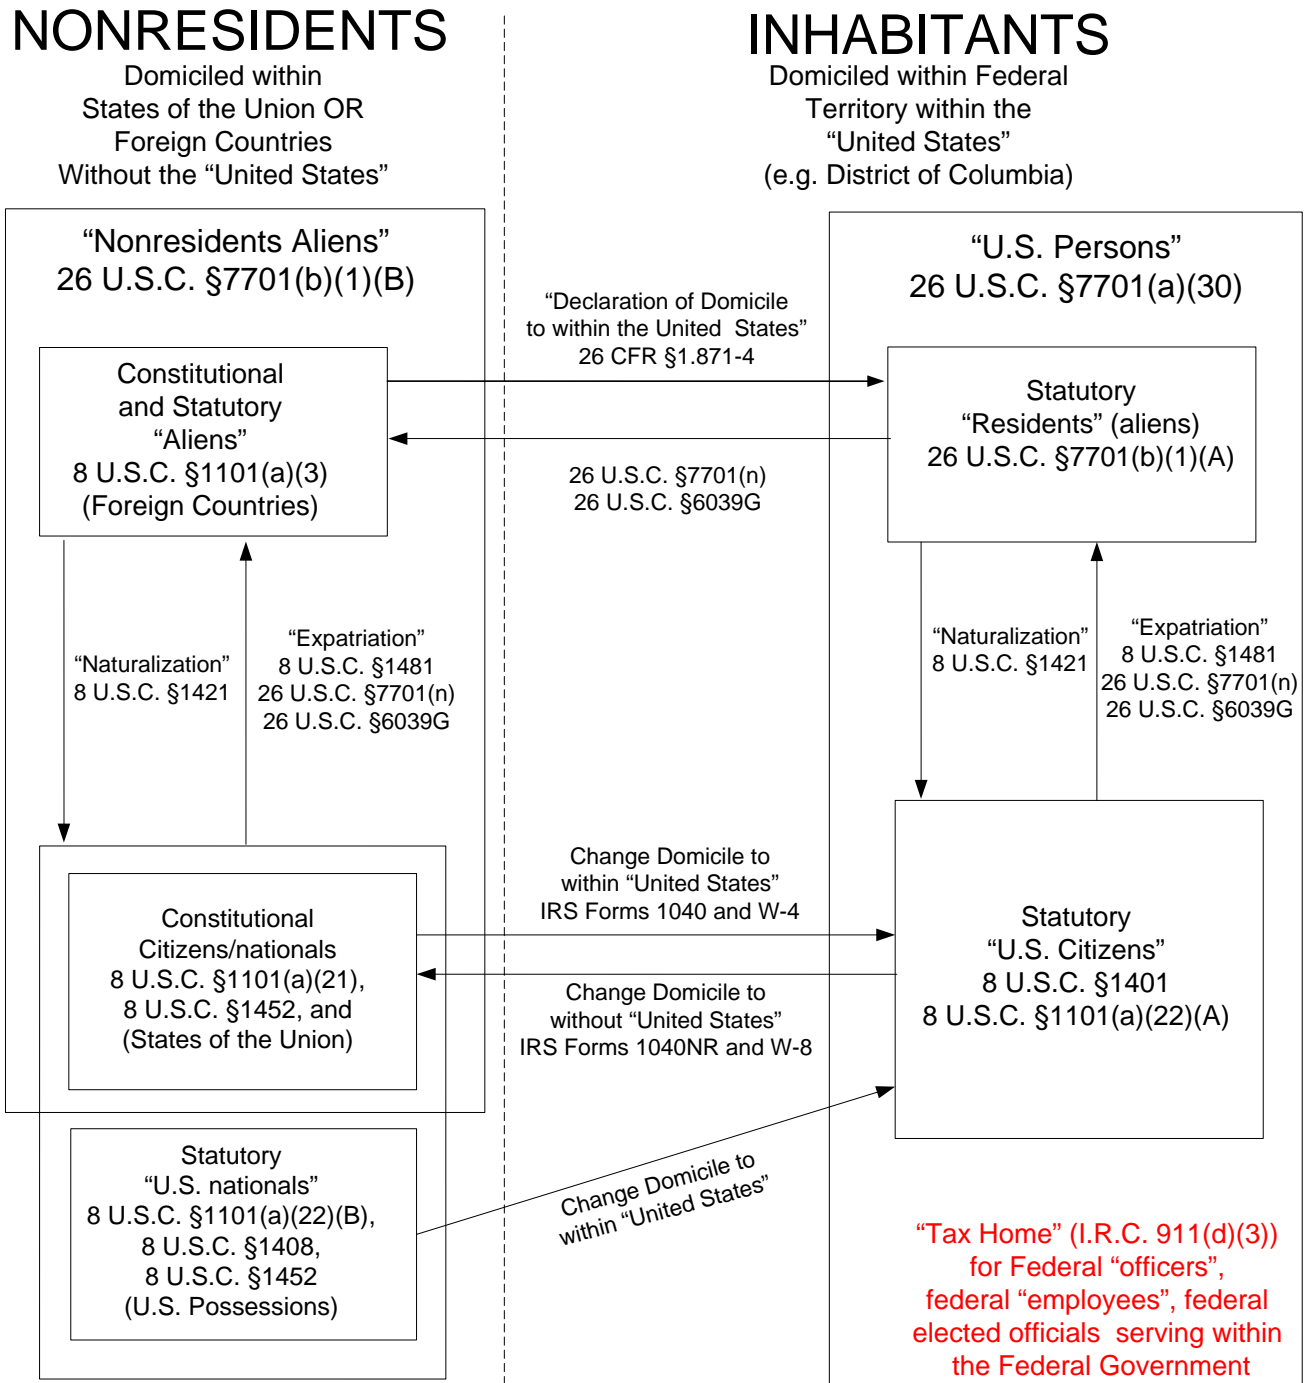 NONRESIDENTS
Domiciled within
States of the Union OR
Foreign Countries
Without the “United States”
INHABITANTS
Domiciled within Federal
Territory within the
“United States”
(e.g. District of Columbia)
“Nonresidents Aliens”
26 U.S.C. §7701(b)(1)(B)
“U.S. Persons”
26 U.S.C. §7701(a)(30)
Constitutional
and Statutory
“Aliens”
8 U.S.C. §1101(a)(3)
(Foreign Countries)
“Declaration of Domicile
to within the United  States”
26 CFR §1.871-4
26 U.S.C. §7701(n)
26 U.S.C. §6039G
Statutory
“Residents” (aliens)
26 U.S.C. §7701(b)(1)(A)
“Naturalization”
8 U.S.C. §1421
“Expatriation”
8 U.S.C. §1481
26 U.S.C. §7701(n)
26 U.S.C. §6039G
“Naturalization”
8 U.S.C. §1421
“Expatriation”
8 U.S.C. §1481
26 U.S.C. §7701(n)
26 U.S.C. §6039G
Constitutional
Citizens/nationals
8 U.S.C. §1101(a)(21),
8 U.S.C. §1452, and
(States of the Union)
Change Domicile to
within “United States”
IRS Forms 1040 and W-4
Change Domicile to
without “United States”
IRS Forms 1040NR and W-8
Statutory
“U.S. Citizens”
8 U.S.C. §1401
8 U.S.C. §1101(a)(22)(A)
Statutory
“U.S. nationals”
8 U.S.C. §1101(a)(22)(B),
8 U.S.C. §1408,
8 U.S.C. §1452
(U.S. Possessions)
Change Domicile to
within “United States”
“Tax Home” (I.R.C. 911(d)(3))
for Federal “officers”,
federal “employees”, federal
elected officials  serving within
the Federal Government